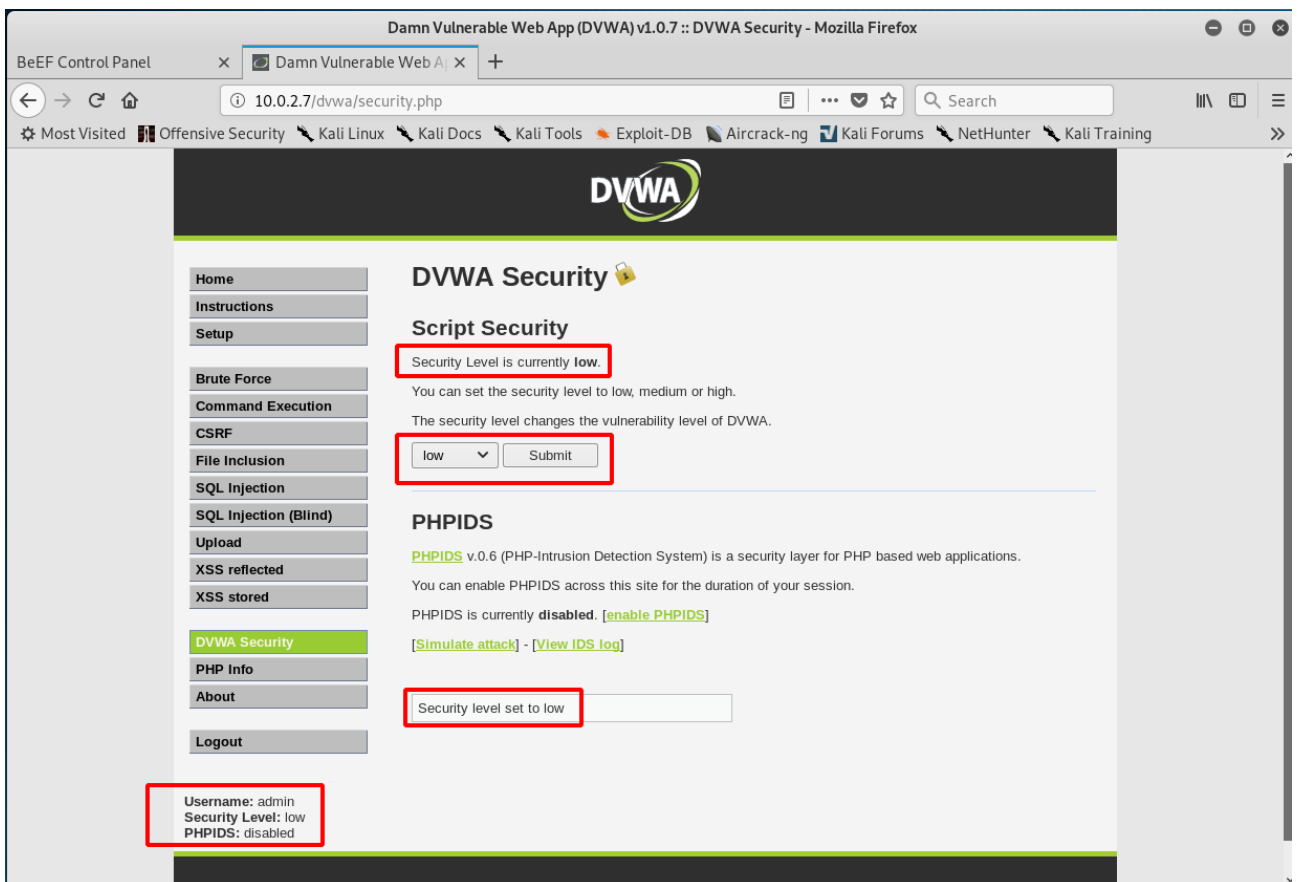 Damn Vulnerable Web App (DVWA) v1.0.7 :: DVWA Security - Mozilla Firefox
BeEF Control Panel
Damn Vulnerable Web A
10.0.2.7/dvwa/security.php
Search
Most Visited Offensive Security Kali Linux Kali Docs Kali Tools Exploit-DB Aircrack-ng Kali Forums NetHunter Kali Training
DVWA
Home
Instructions
Setup
Brute Force
Command Execution
CSRF
File Inclusion
SQL Injection
SQL Injection (Blind)
Upload
XSS reflected
XSS stored
DVWA Security
PHP Info
About
Logout
DVWA Security
Script Security
Security Level is currently low.
You can set the security level to low, medium or high.
The security level changes the vulnerability level of DVWA.
low Submit
PHPIDS
PHPIDS v.0.6 (PHP-Intrusion Detection System) is a security layer for PHP based web applications.
You can enable PHPIDS across this site for the duration of your session.
PHPIDS is currently disabled. [enable PHPIDS]
[Simulate attack] - [View IDS log]
Security level set to low
Username: admin
Security Level: low
PHPIDS: disabled